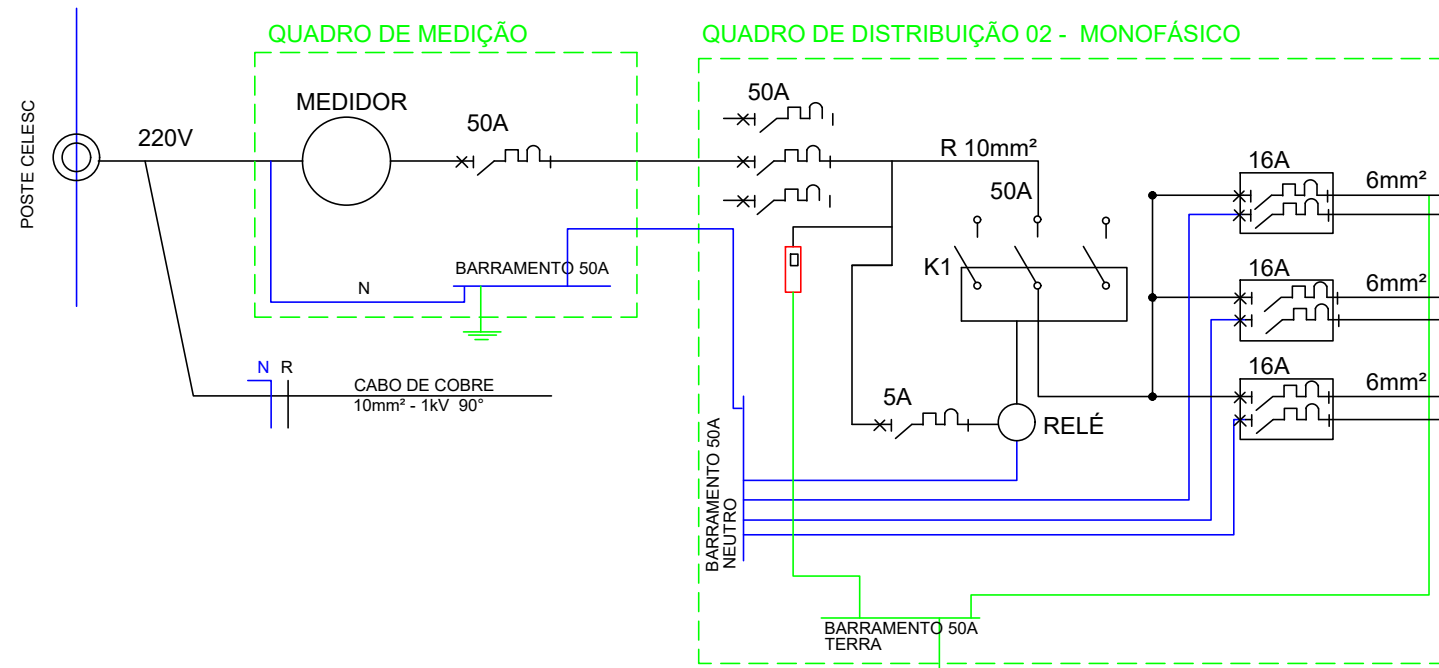 QUADRO DE MEDIÇÃO
QUADRO DE DISTRIBUIÇÃO 02 - MONOFÁSICO
POSTE CELESC
220V
MEDIDOR
50A
BARRAMENTO 50A
N
N R
CABO DE COBRE
10mm² - 1kV 90°
50A
R 10mm²
50A
K1
5A
RELÉ
BARRAMENTO 50A
NEUTRO
BARRAMENTO 50A
TERRA
16A
6mm²
16A
6mm²
16A
6mm²